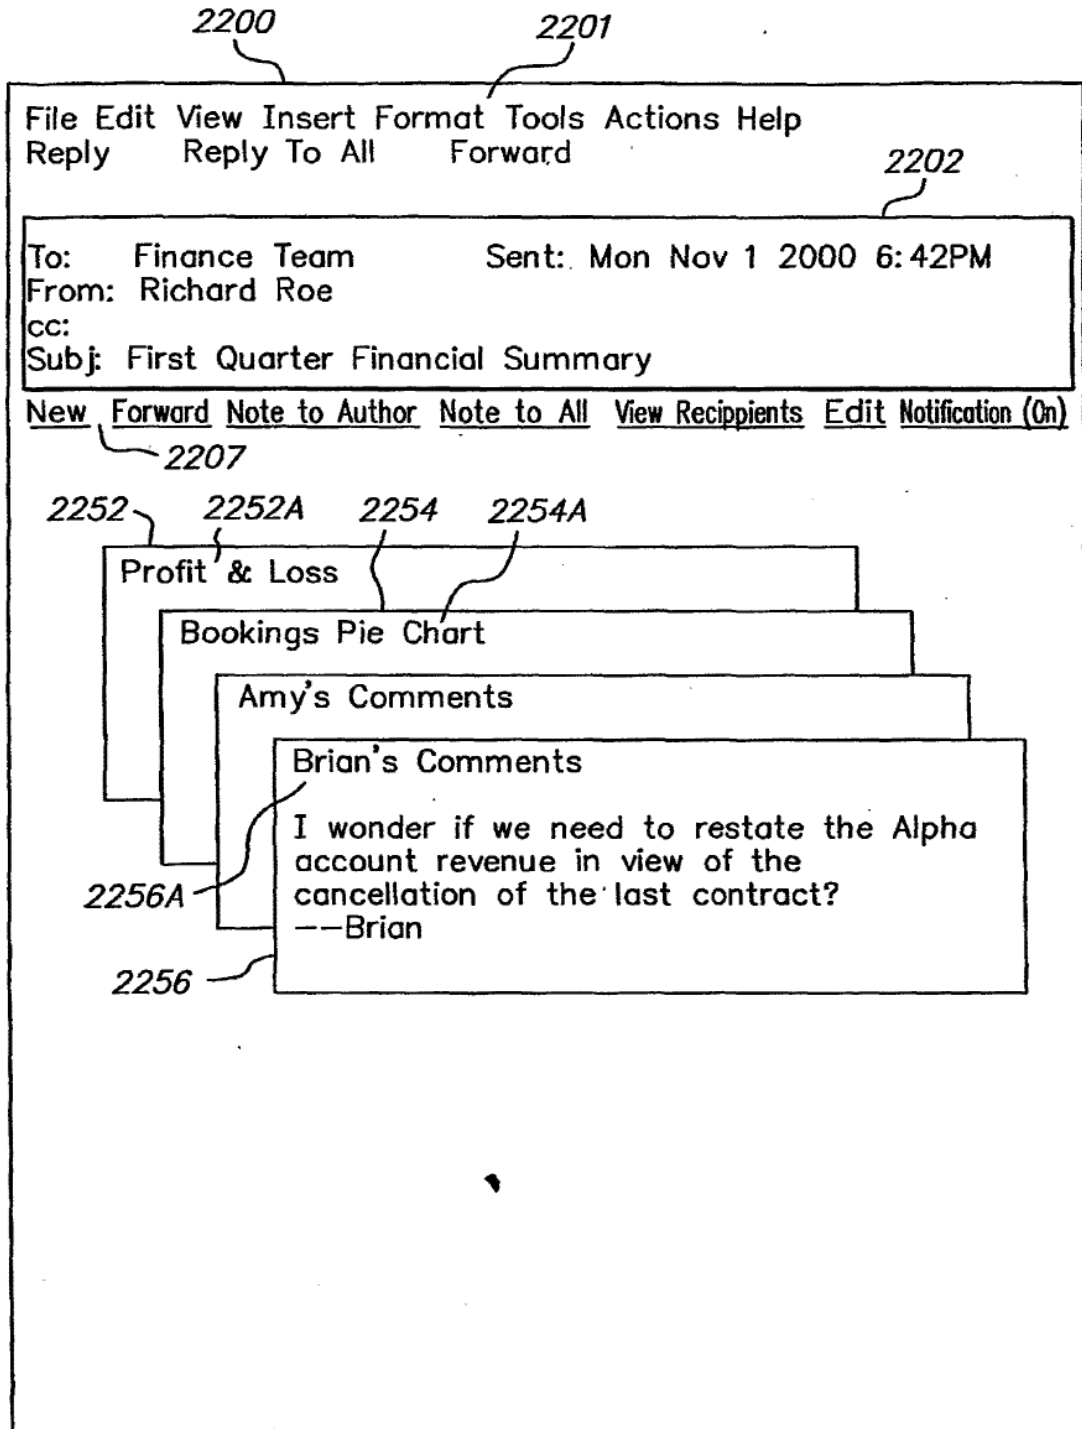 2200 2201
File Edit View Insert Format Tools Actions Help
Reply Reply To All Forward
2202
To: Finance Team Sent: Mon Nov 1 2000 6:42PM
From: Richard Roe
cc:
Subj: First Quarter Financial Summary
New Forward Note to Author Note to All View Recippients Edit Notification (On)
2207
2252 2252A 2254 2254A
Profit & Loss
Bookings Pie Chart
Amy's Comments
Brian's Comments
I wonder if we need to restate the Alpha
account revenue in view of the
cancellation of the last contract?
--Brian
2256A
2256